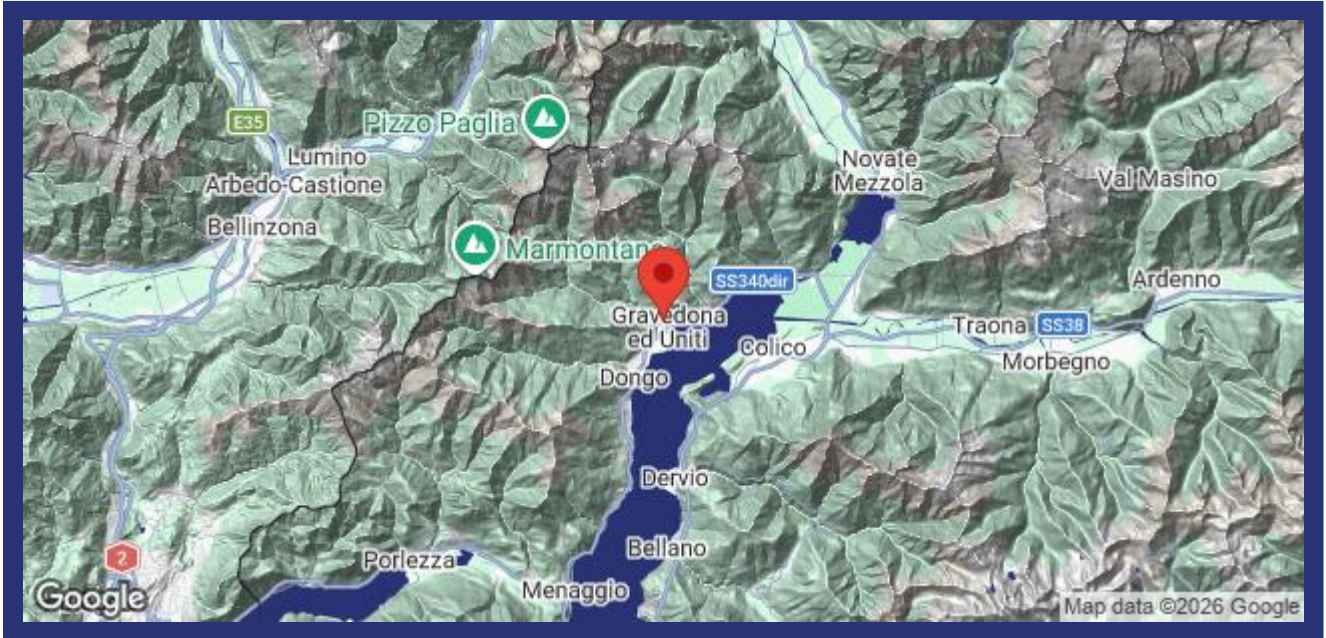 E35
Pizzo Paglia
Lumino
Arbedo-Castione
Bellinzona
Novate
Mezzola
Val Masino
Marmontana
SS340dir
Ardenno
Gravedona
ed Uniti
Traona
SS38
Colico
Morbegno
Dongo
Dervio
Bellano
Porlezza
Menaggio
2
Google
Map data ©2026 Google